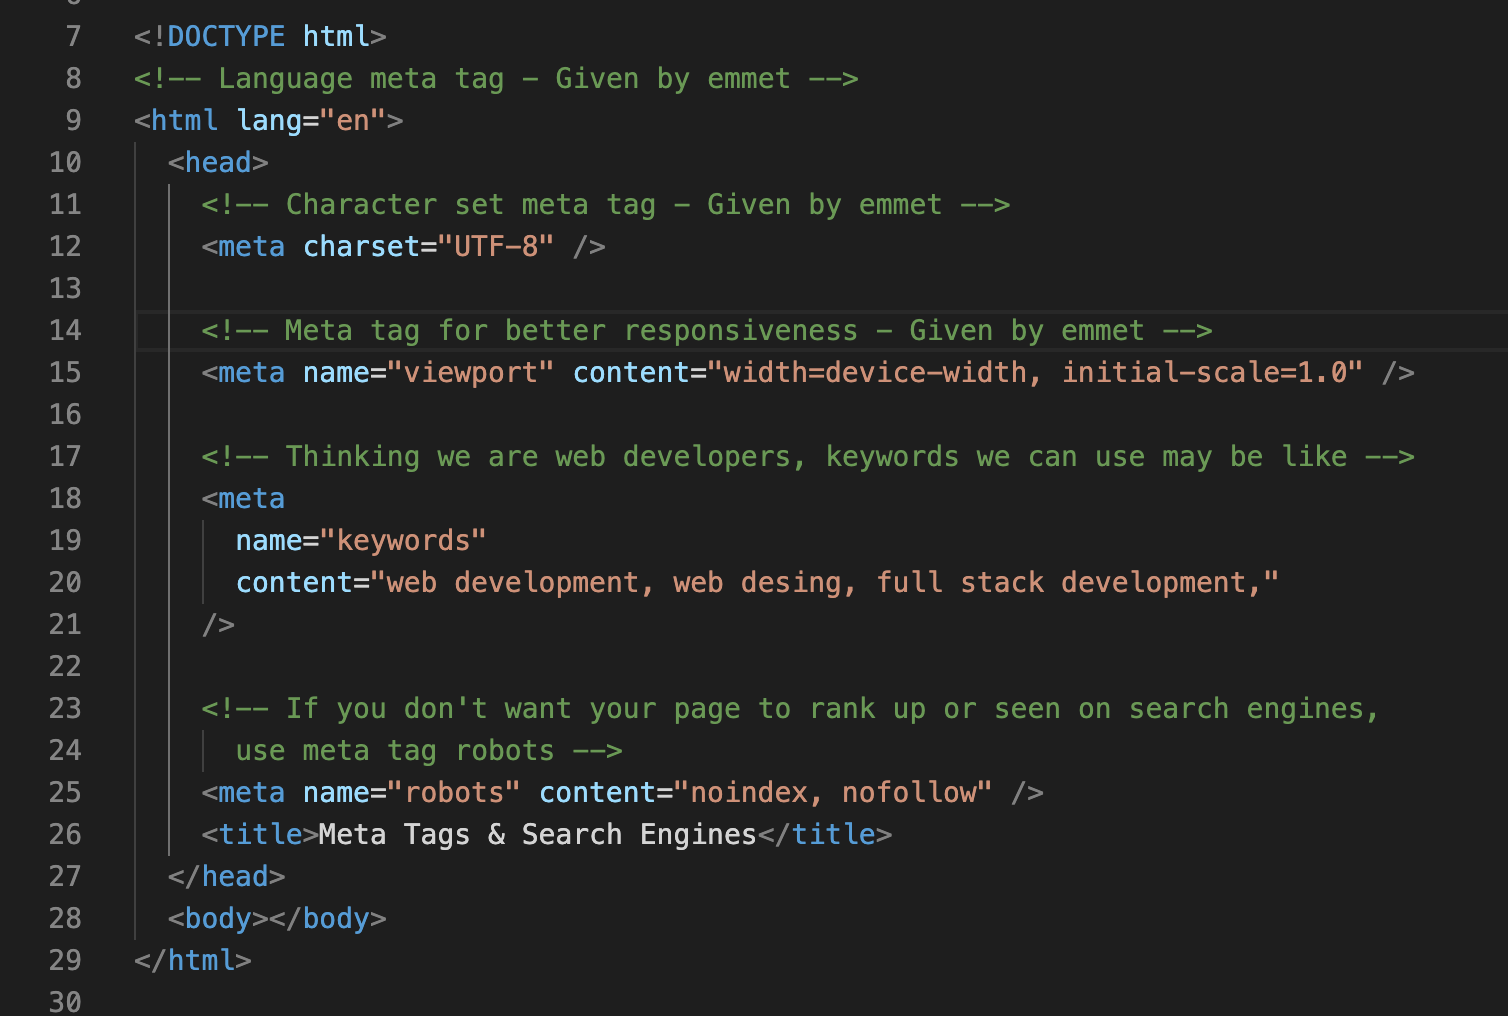 7 <!DOCTYPE html>
8 <!-- Language meta tag - Given by emmet -->
9 <html lang="en">
10 <head>
11 <!-- Character set meta tag - Given by emmet -->
12 <meta charset="UTF-8" />
13
14 <!-- Meta tag for better responsiveness - Given by emmet -->
15 <meta name="viewport" content="width=device-width, initial-scale=1.0" />
16
17 <!-- Thinking we are web developers, keywords we can use may be like -->
18 <meta
19 name="keywords"
20 content="web development, web desing, full stack development,"
21 />
22
23 <!-- If you don't want your page to rank up or seen on search engines,
24 use meta tag robots -->
25 <meta name="robots" content="noindex, nofollow" />
26 <title>Meta Tags & Search Engines</title>
27 </head>
28 <body></body>
29 </html>
30